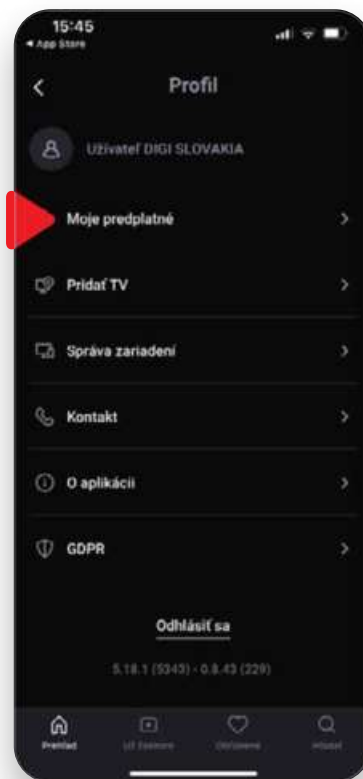 15:45
App Store
Profil
Užívateľ DIGI SLOVAKIA
Moje predplatné
Pridať TV
Správa zariadení
Kontakt
O aplikácii
GDPR
Odhlásiť sa
5.18.1 (5343) - 0.8.43 (229)
Prehľad
Hľadať